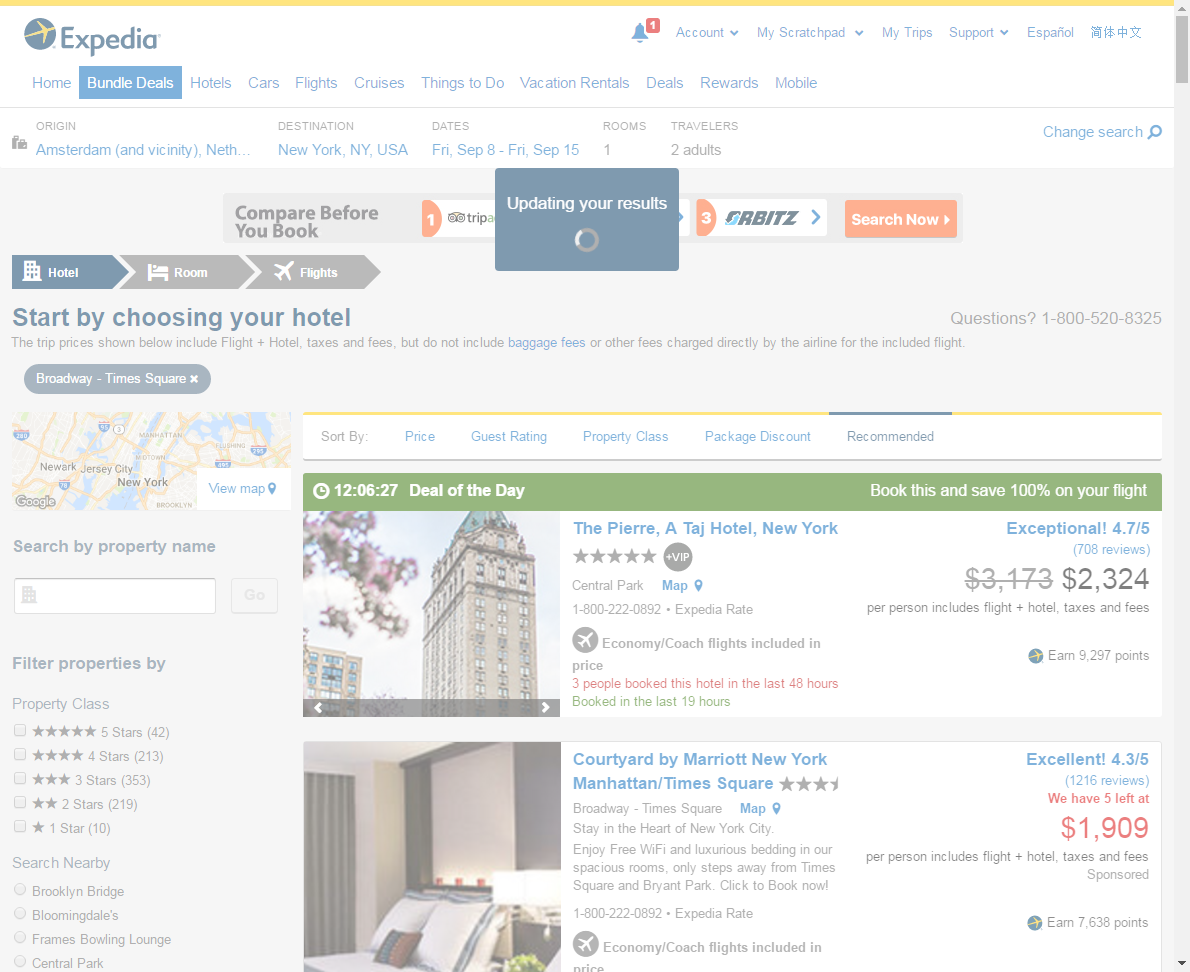 Expedia
1
Account
My Scratchpad
My Trips
Support
Español
简体中文
Home
Bundle Deals
Hotels
Cars
Flights
Cruises
Things to Do
Vacation Rentals
Deals
Rewards
Mobile
ORIGIN
Amsterdam (and vicinity), Neth...
DESTINATION
New York, NY, USA
DATES
Fri, Sep 8 - Fri, Sep 15
ROOMS
1
TRAVELERS
2 adults
Change search
Updating your results
Compare Before
You Book
1
3
ORBITZ
Search Now
Hotel
Room
Flights
Start by choosing your hotel
Questions? 1-800-520-8325
The trip prices shown below include Flight + Hotel, taxes and fees, but do not include baggage fees or other fees charged directly by the airline for the included flight.
Broadway - Times Square ×
MANHATTAN
FLUSHING
MIDTOWN
Newark
Jersey City
New York
BROOKLYN
Google
View map
Sort By:
Price
Guest Rating
Property Class
Package Discount
Recommended
Search by property name
Go
Filter properties by
Property Class
5 Stars (42)
4 Stars (213)
3 Stars (353)
2 Stars (219)
1 Star (10)
Search Nearby
Brooklyn Bridge
Bloomingdale's
Frames Bowling Lounge
Central Park
12:06:27 Deal of the Day
Book this and save 100% on your flight
The Pierre, A Taj Hotel, New York
+VIP
Central Park
Map
1-800-222-0892 • Expedia Rate
Economy/Coach flights included in
price
3 people booked this hotel in the last 48 hours
Booked in the last 19 hours
Exceptional! 4.7/5
(708 reviews)
$3,173 $2,324
per person includes flight + hotel, taxes and fees
Earn 9,297 points
Courtyard by Marriott New York
Manhattan/Times Square
Broadway - Times Square
Map
Stay in the Heart of New York City.
Enjoy Free WiFi and luxurious bedding in our
spacious rooms, only steps away from Times
Square and Bryant Park. Click to Book now!
1-800-222-0892 • Expedia Rate
Economy/Coach flights included in
price
Excellent! 4.3/5
(1216 reviews)
We have 5 left at
$1,909
per person includes flight + hotel, taxes and fees
Sponsored
Earn 7,638 points